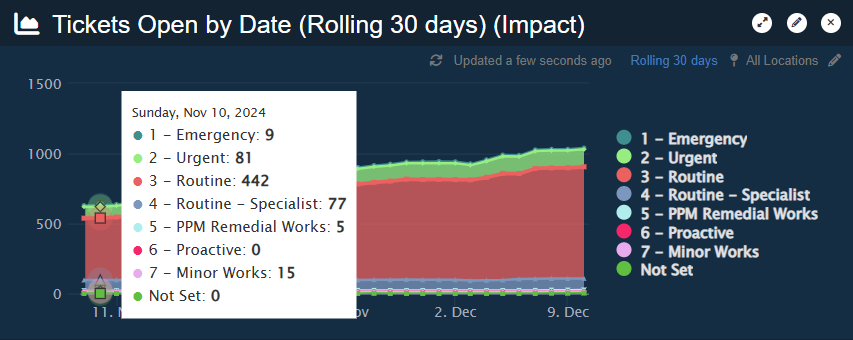 Tickets Open by Date (Rolling 30 days) (Impact)
Updated a few seconds ago Rolling 30 days All Locations
1500
1000
500
0
Sunday, Nov 10, 2024
1 – Emergency: 9
2 – Urgent: 81
3 – Routine: 442
4 – Routine – Specialist: 77
5 – PPM Remedial Works: 5
6 – Proactive: 0
7 – Minor Works: 15
Not Set: 0
11. 2. Dec 9. Dec
1 – Emergency
2 – Urgent
3 – Routine
4 – Routine – Specialist
5 – PPM Remedial Works
6 – Proactive
7 – Minor Works
Not Set